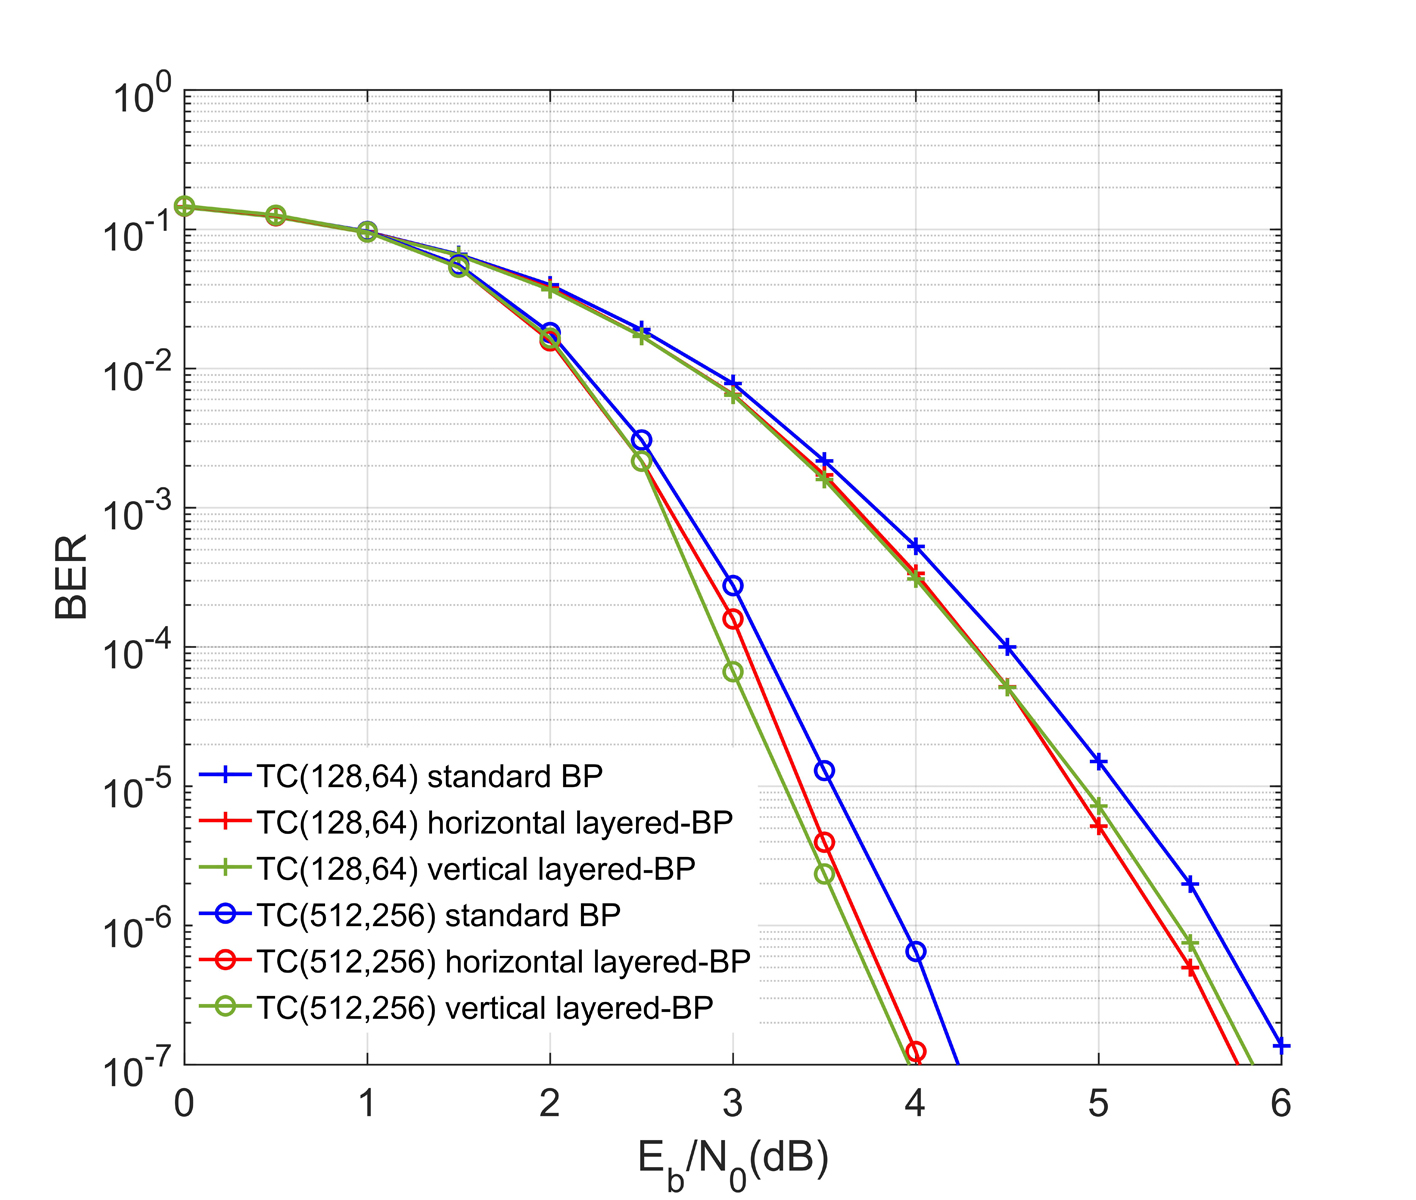 10^0
10^-1
10^-2
10^-3
10^-4
10^-5
10^-6
10^-7
BER
TC(128,64) standard BP
TC(128,64) horizontal layered-BP
TC(128,64) vertical layered-BP
TC(512,256) standard BP
TC(512,256) horizontal layered-BP
TC(512,256) vertical layered-BP
0 1 2 3 4 5 6
E_b/N_0(dB)